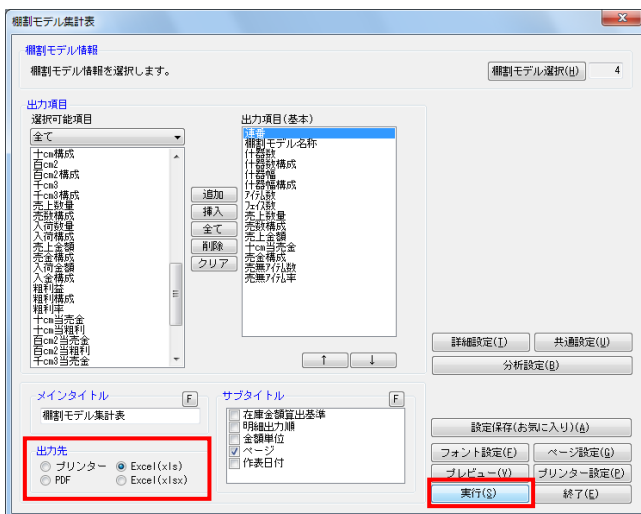 棚割モデル集計表
棚割モデル情報
棚割モデル情報を選択します。
棚割モデル選択(H)
4
出力項目
選択可能項目
全て
十cm構成
百cm2
百cm2構成
千cm3
千cm3構成
売上数量
売数構成
入荷数量
入荷構成
売上金額
売金構成
入荷金額
入金構成
粗利益
粗利構成
粗利率
十cm当売金
十cm当粗利
百cm2当売金
百cm2当粗利
千cm3当売金
追加
挿入
全て
削除
クリア
出力項目(基本)
連番
棚割モデル名称
什器数
什器数構成
什器幅
什器幅構成
アイテム数
フェイス数
売上数量
売数構成
売上金額
十cm当売金
売金構成
売無アイテム数
売無アイテム率
↑
↓
詳細設定(I)
共通設定(U)
分析設定(B)
メインタイトル
F
棚割モデル集計表
サブタイトル
F
在庫金額算出基準
明細出力順
金額単位
ページ
作表日付
出力先
プリンター
Excel(xls)
PDF
Excel(xlsx)
設定保存(お気に入り)(A)
フォント設定(F)
ページ設定(G)
プレビュー(V)
プリンター設定(P)
実行(S)
終了(E)